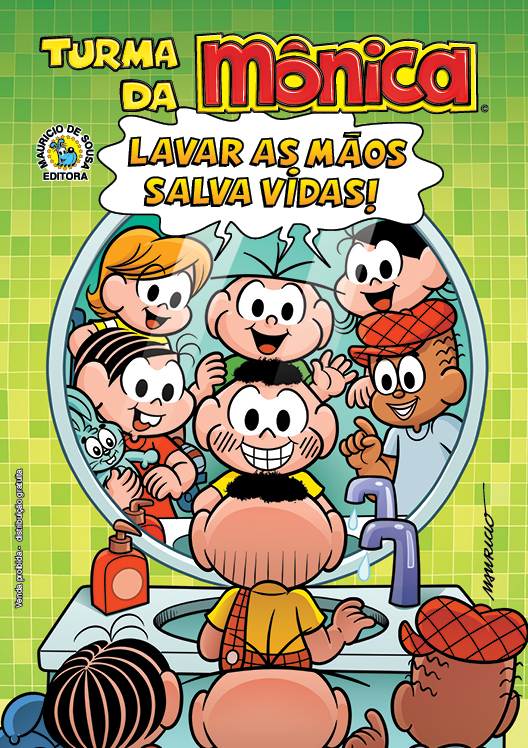 TURMA
DA
MÔNICA
©
MAURICIO DE SOUSA
EDITORA
LAVAR AS MÃOS
SALVA VIDAS!
Venda proibida - distribuição gratuita
MAURICIO